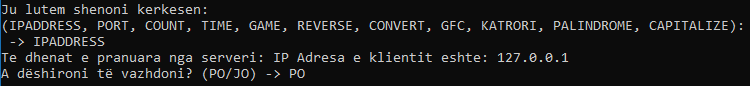 Ju lutem shenoni kerkesen:
(IPADDRESS, PORT, COUNT, TIME, GAME, REVERSE, CONVERT, GFC, KATRORI, PALINDROME, CAPITALIZE):
-> IPADDRESS
Te dhenat e pranuara nga serveri: IP Adresa e klientit eshte: 127.0.0.1
A dëshironi të vazhdoni? (PO/JO) -> PO